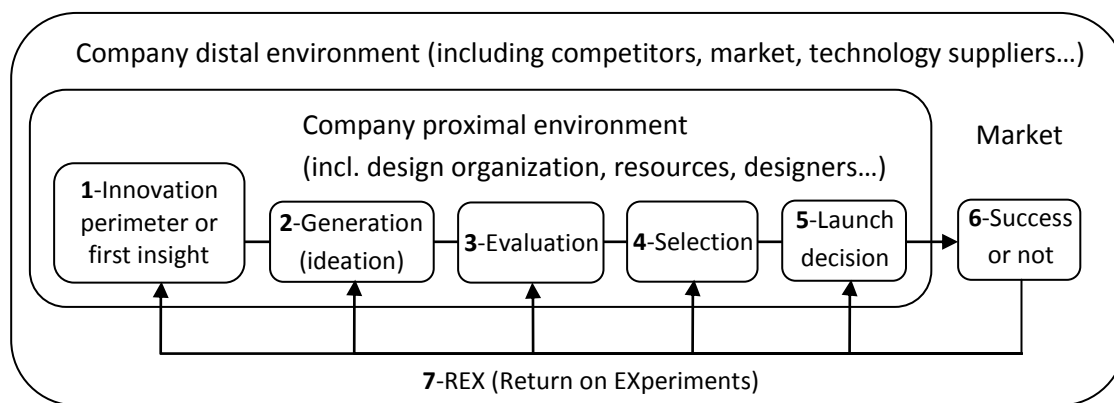 Company distal environment (including competitors, market, technology suppliers…)
Company proximal environment
(incl. design organization, resources, designers…)
Market
1-Innovation
perimeter or
first insight
2-Generation
(ideation)
3-Evaluation
4-Selection
5-Launch
decision
6-Success
or not
7-REX (Return on EXperiments)